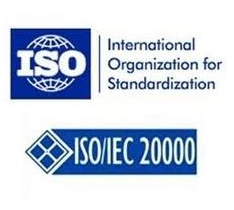 ISO
International
Organization for
Standardization
ISO/IEC 20000